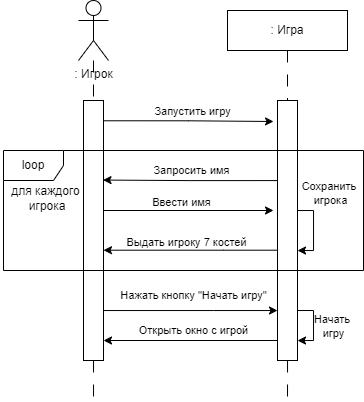 : Игрок
: Игра
Запустить игру
loop
для каждого
игрока
Запросить имя
Ввести имя
Сохранить
игрока
Выдать игроку 7 костей
Нажать кнопку "Начать игру"
Начать
игру
Открыть окно с игрой